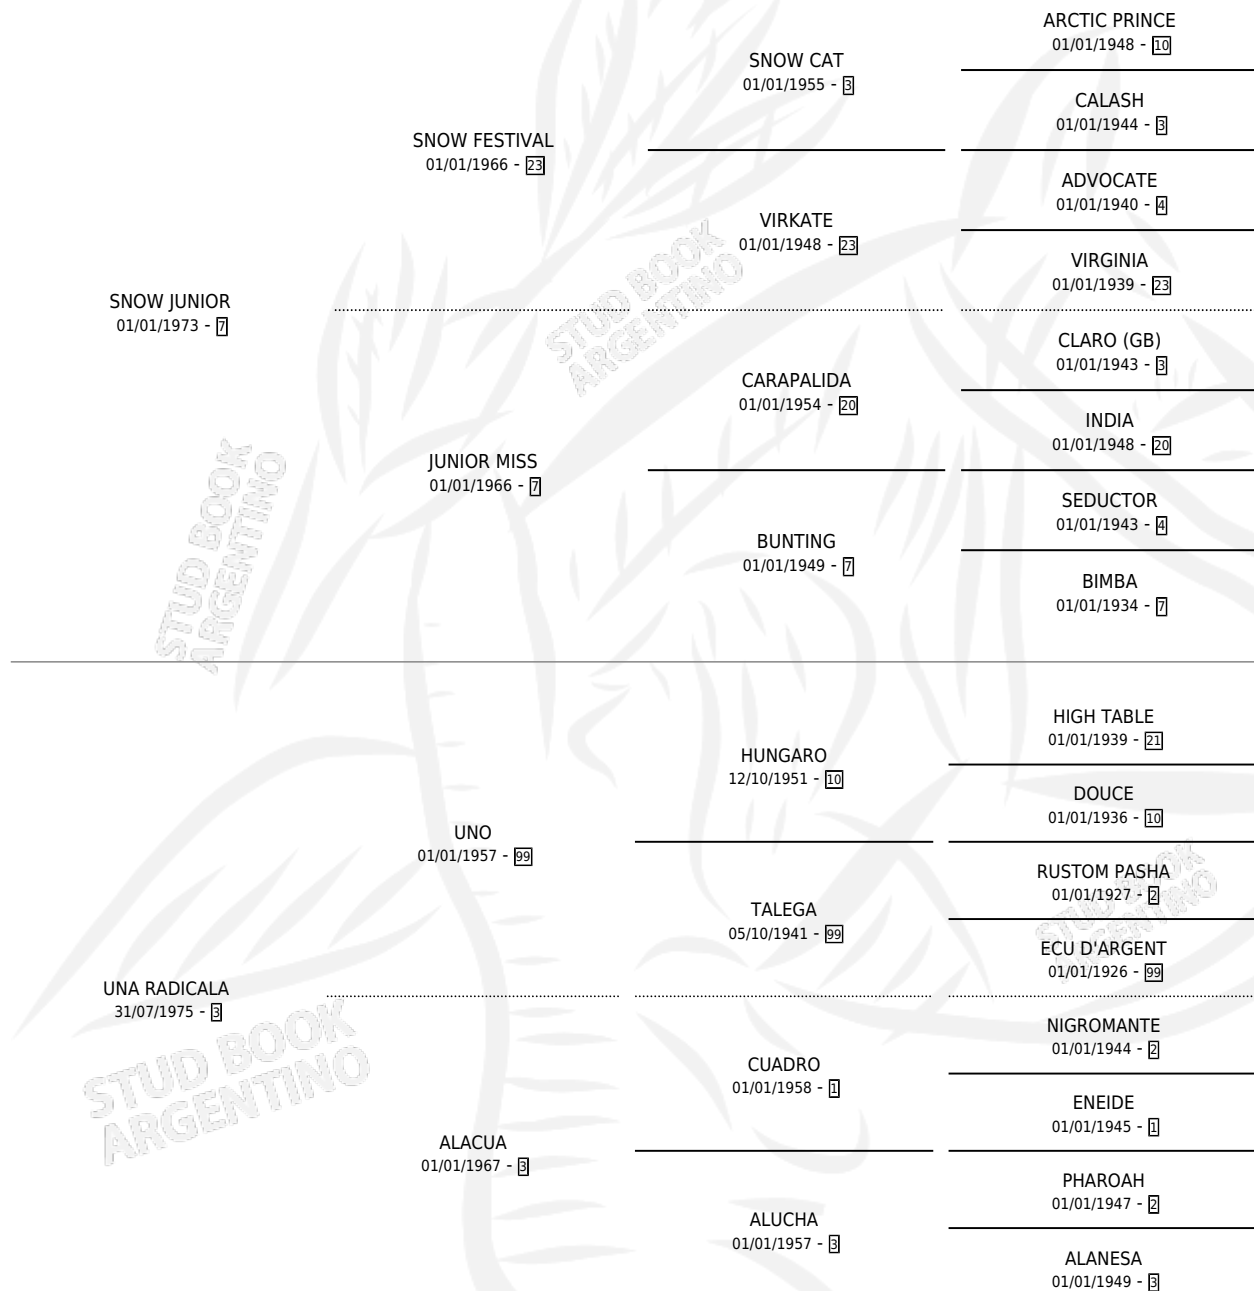 ARCTIC PRINCE
01/01/1948 - 10
SNOW CAT
01/01/1955 - 3
CALASH
01/01/1944 - 3
SNOW FESTIVAL
01/01/1966 - 23
ADVOCATE
01/01/1940 - 4
VIRKATE
01/01/1948 - 23
VIRGINIA
01/01/1939 - 23
SNOW JUNIOR
01/01/1973 - 7
CLARO (GB)
01/01/1943 - 3
CARAPALIDA
01/01/1954 - 20
INDIA
01/01/1948 - 20
JUNIOR MISS
01/01/1966 - 7
SEDUCTOR
01/01/1943 - 4
BUNTING
01/01/1949 - 7
BIMBA
01/01/1934 - 7
HIGH TABLE
01/01/1939 - 21
HUNGARO
12/10/1951 - 10
DOUCE
01/01/1936 - 10
UNO
01/01/1957 - 99
RUSTOM PASHA
01/01/1927 - 2
TALEGA
05/10/1941 - 99
ECU D'ARGENT
01/01/1926 - 99
UNA RADICALA
31/07/1975 - 3
NIGROMANTE
01/01/1944 - 2
CUADRO
01/01/1958 - 1
ENEIDE
01/01/1945 - 1
ALACUA
01/01/1967 - 3
PHAROAH
01/01/1947 - 2
ALUCHA
01/01/1957 - 3
ALANESA
01/01/1949 - 3
STUD BOOK
ARGENTINO
STUD BOOK
ARGENTINO
STUD BOOK
ARGENTINO
STUD BOOK
ARGENTINO